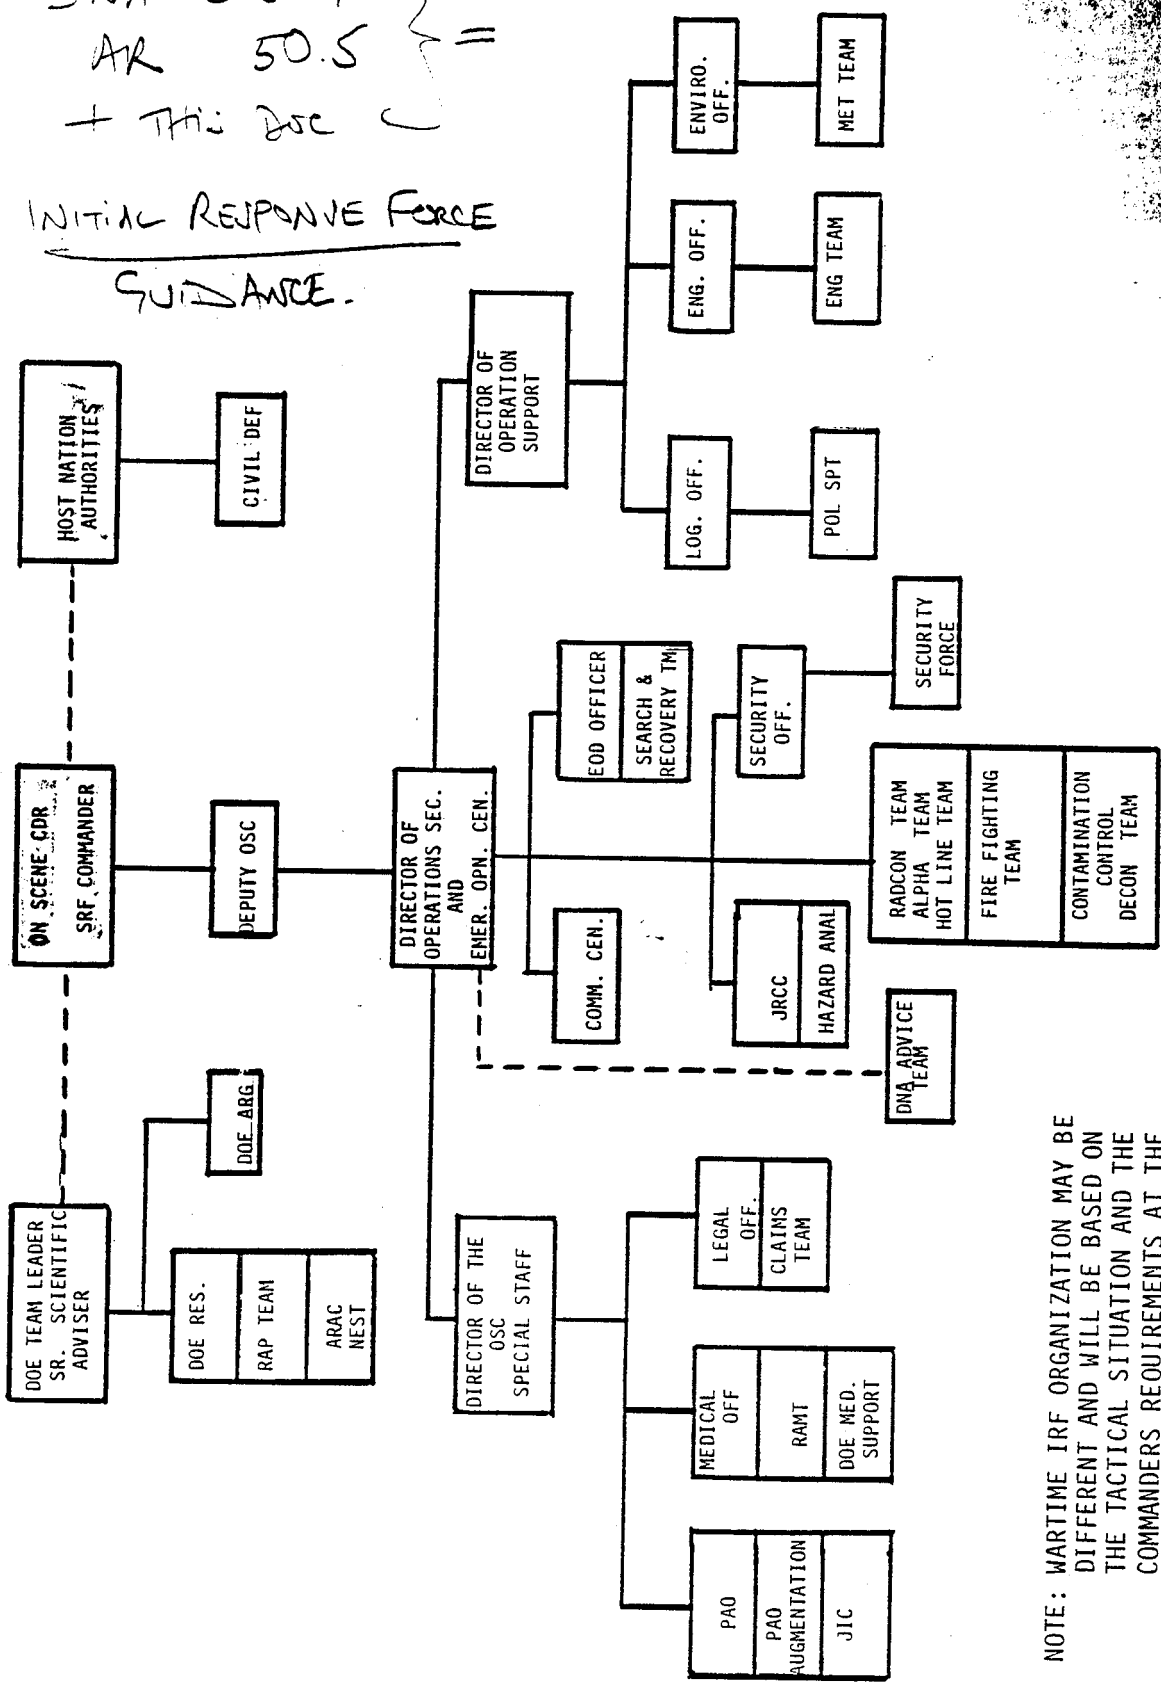 AR 50.5
+ THIS DOC
INITIAL RESPONVE FORCE
GUIDANCE.
DOE TEAM LEADER
SR. SCIENTIFIC
ADVISER
ON SCENE CDR
SRF COMMANDER
HOST NATION
AUTHORITIES
DOE RES.
RAP TEAM
ARAC
NEST
DOE ARG
DEPUTY OSC
CIVIL DEF
DIRECTOR OF
OPERATIONS SEC.
AND
EMER. OPN. CEN.
DIRECTOR OF THE
OSC
SPECIAL STAFF
DIRECTOR OF
OPERATION
SUPPORT
COMM. CEN.
EOD OFFICER
SEARCH &
RECOVERY TM
PAO
PAO
AUGMENTATION
JIC
MEDICAL
OFF
RAMT
DOE MED.
SUPPORT
LEGAL
OFF.
CLAIMS
TEAM
JRCC
HAZARD ANAL
SECURITY
OFF.
LOG. OFF.
ENG. OFF.
ENVIRO.
OFF.
DNA ADVICE
TEAM
RADCON TEAM
ALPHA TEAM
HOT LINE TEAM
FIRE FIGHTING
TEAM
CONTAMINATION
CONTROL
DECON TEAM
SECURITY
FORCE
POL SPT
ENG TEAM
MET TEAM
NOTE: WARTIME IRF ORGANIZATION MAY BE
DIFFERENT AND WILL BE BASED ON
THE TACTICAL SITUATION AND THE
COMMANDERS REQUIREMENTS AT THE